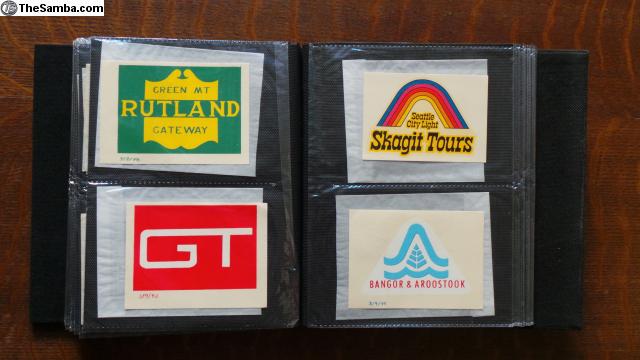 TheSamba.com
GREEN MT
RUTLAND
GATEWAY
GT
Seattle
City Light
Skagit Tours
BANGOR & AROOSTOOK